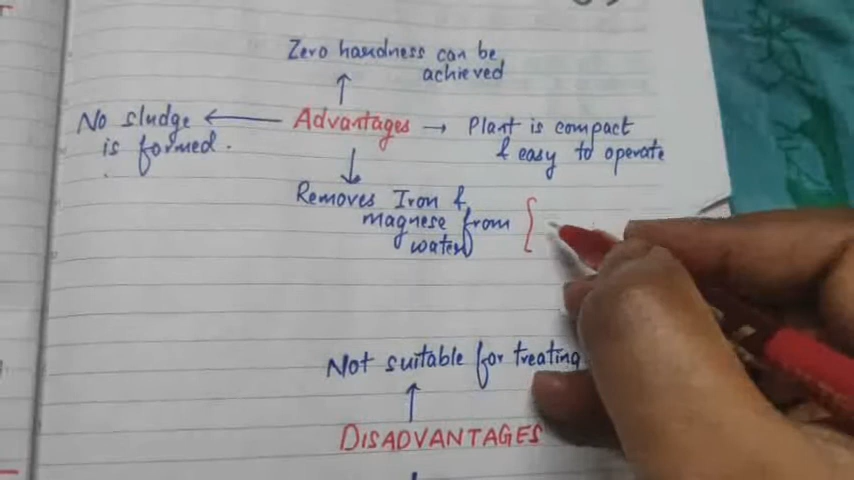 Zero hardness can be
achieved
No sludge
is formed.
Advantages
Plant is compact
& easy to operate
Removes Iron &
magnese from
water
Not suitable for treating
DISADVANTAGES